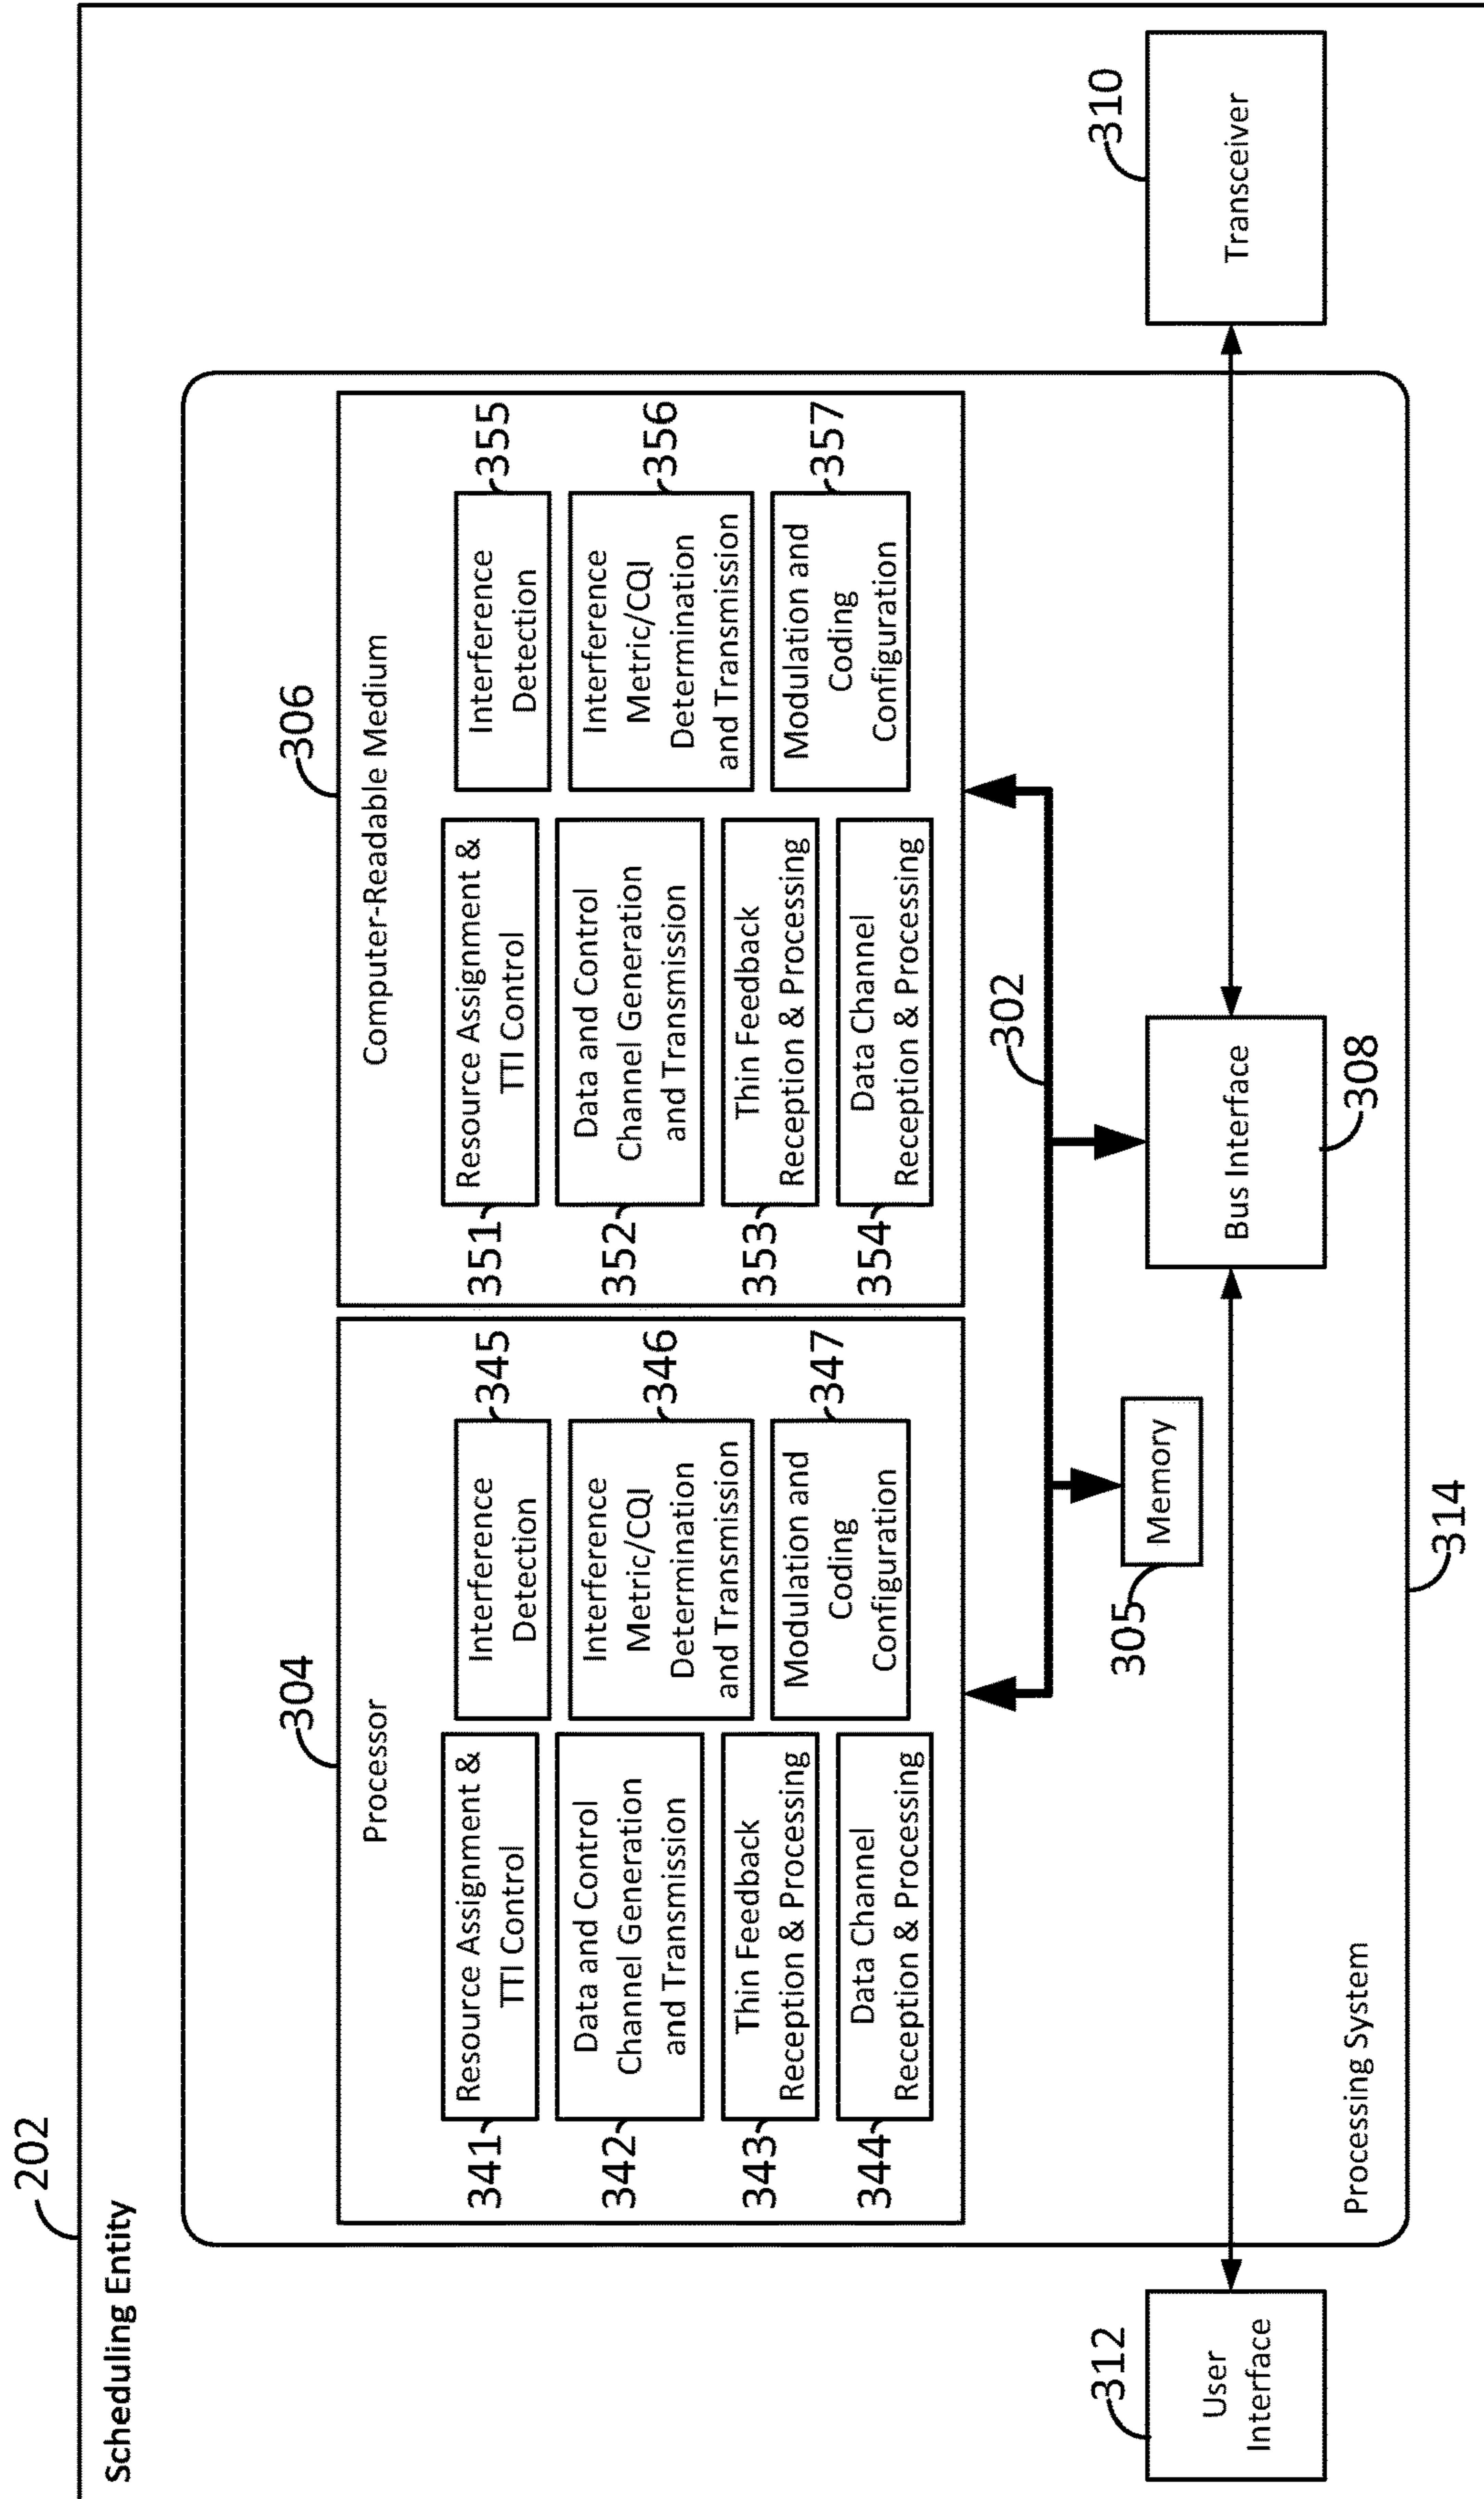 202
Scheduling Entity
304
Processor
341
Resource Assignment &
TTI Control
342
Data and Control
Channel Generation
and Transmission
343
Thin Feedback
Reception & Processing
344
Data Channel
Reception & Processing
345
Interference
Detection
346
Interference
Metric/CQI
Determination
and Transmission
347
Modulation and
Coding
Configuration
306
Computer-Readable Medium
351
Resource Assignment &
TTI Control
352
Data and Control
Channel Generation
and Transmission
353
Thin Feedback
Reception & Processing
354
Data Channel
Reception & Processing
355
Interference
Detection
356
Interference
Metric/CQI
Determination
and Transmission
357
Modulation and
Coding
Configuration
302
312
User
Interface
305
Memory
Bus Interface
308
310
Transceiver
Processing System
314